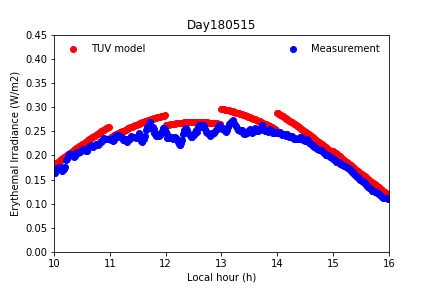 Day180515
TUV model
Measurement
Erythemal Irradiance (W/m2)
0.45
0.40
0.35
0.30
0.25
0.20
0.15
0.10
0.05
0.00
10 11 12 13 14 15 16
Local hour (h)